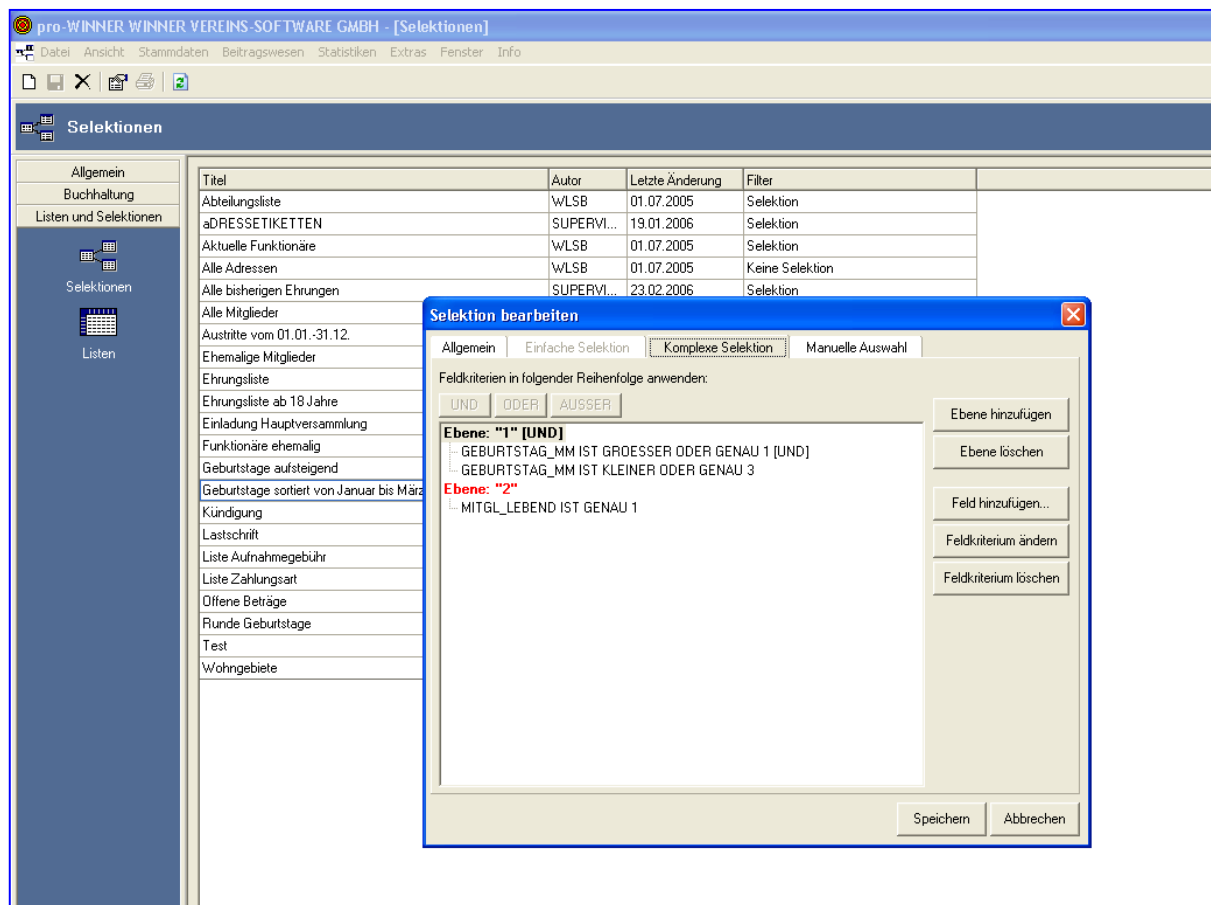 pro-WINNER WINNER VEREINS-SOFTWARE GMBH - [Selektionen]
Datei Ansicht Stammdaten Beitragswesen Statistiken Extras Fenster Info
Selektionen
Allgemein
Buchhaltung
Listen und Selektionen
Selektionen
Listen
Titel Autor Letzte Änderung Filter
Abteilungsliste WLSB 01.07.2005 Selektion
aDRESSETIKETTEN SUPERVI... 19.01.2006 Selektion
Aktuelle Funktionäre WLSB 01.07.2005 Selektion
Alle Adressen WLSB 01.07.2005 Keine Selektion
Alle bisherigen Ehrungen SUPERVI... 23.02.2006 Selektion
Alle Mitglieder
Austritte vom 01.01.-31.12.
Ehemalige Mitglieder
Ehrungsliste
Ehrungsliste ab 18 Jahre
Einladung Hauptversammlung
Funktionäre ehemalig
Geburtstage aufsteigend
Geburtstage sortiert von Januar bis März
Kündigung
Lastschrift
Liste Aufnahmegebühr
Liste Zahlungsart
Offene Beträge
Runde Geburtstage
Test
Wohngebiete
Selektion bearbeiten
Allgemein Einfache Selektion Komplexe Selektion Manuelle Auswahl
Feldkriterien in folgender Reihenfolge anwenden:
UND ODER AUSSER
Ebene: "1" [UND]
GEBURTSTAG_MM IST GROESSER ODER GENAU 1 [UND]
GEBURTSTAG_MM IST KLEINER ODER GENAU 3
Ebene: "2"
MITGL_LEBEND IST GENAU 1
Ebene hinzufügen
Ebene löschen
Feld hinzufügen...
Feldkriterium ändern
Feldkriterium löschen
Speichern Abbrechen